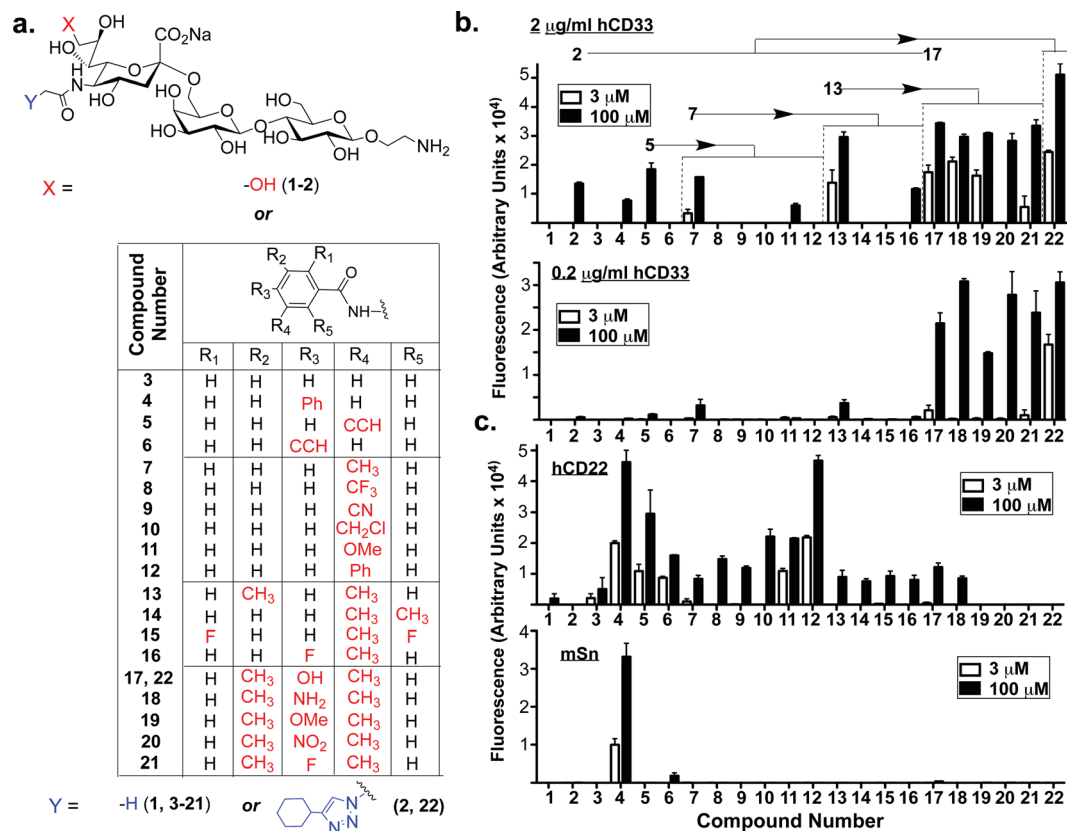 a.
X
OH
HO
CO₂Na
HO
O
O
H
N
HO
Y
O
HO
OH
O
HO
O
OH
HO
O
HO
O
OH
O
NH₂
X =
-OH (1-2)
or
Compound Number
R₂
R₁
R₃
O
NH
R₄
R₅
R₁ R₂ R₃ R₄ R₅
3 H H H H H
4 H H Ph H H
5 H H H CCH H
6 H H CCH H H
7 H H H CH₃ H
8 H H H CF₃ H
9 H H H CN H
10 H H H CH₂Cl H
11 H H H OMe H
12 H H H Ph H
13 H CH₃ H CH₃ H
14 H H H CH₃ CH₃
15 F H H CH₃ F
16 H H F CH₃ H
17, 22 H CH₃ OH CH₃ H
18 H CH₃ NH₂ CH₃ H
19 H CH₃ OMe CH₃ H
20 H CH₃ NO₂ CH₃ H
21 H CH₃ F CH₃ H
Y = -H (1, 3-21) or N N N (2, 22)
b.
2 μg/ml hCD33
2 17
13
7
5
3 μM
100 μM
5
4
3
2
1
1 2 3 4 5 6 7 8 9 10 11 12 13 14 15 16 17 18 19 20 21 22
Fluorescence (Arbitrary Units x 10⁴)
0.2 μg/ml hCD33
3 μM
100 μM
3
2
1
1 2 3 4 5 6 7 8 9 10 11 12 13 14 15 16 17 18 19 20 21 22
c.
hCD22
3 μM
100 μM
5
4
3
2
1
1 2 3 4 5 6 7 8 9 10 11 12 13 14 15 16 17 18 19 20 21 22
Fluorescence (Arbitrary Units x 10⁴)
mSn
3 μM
100 μM
4
3
2
1
1 2 3 4 5 6 7 8 9 10 11 12 13 14 15 16 17 18 19 20 21 22
Compound Number